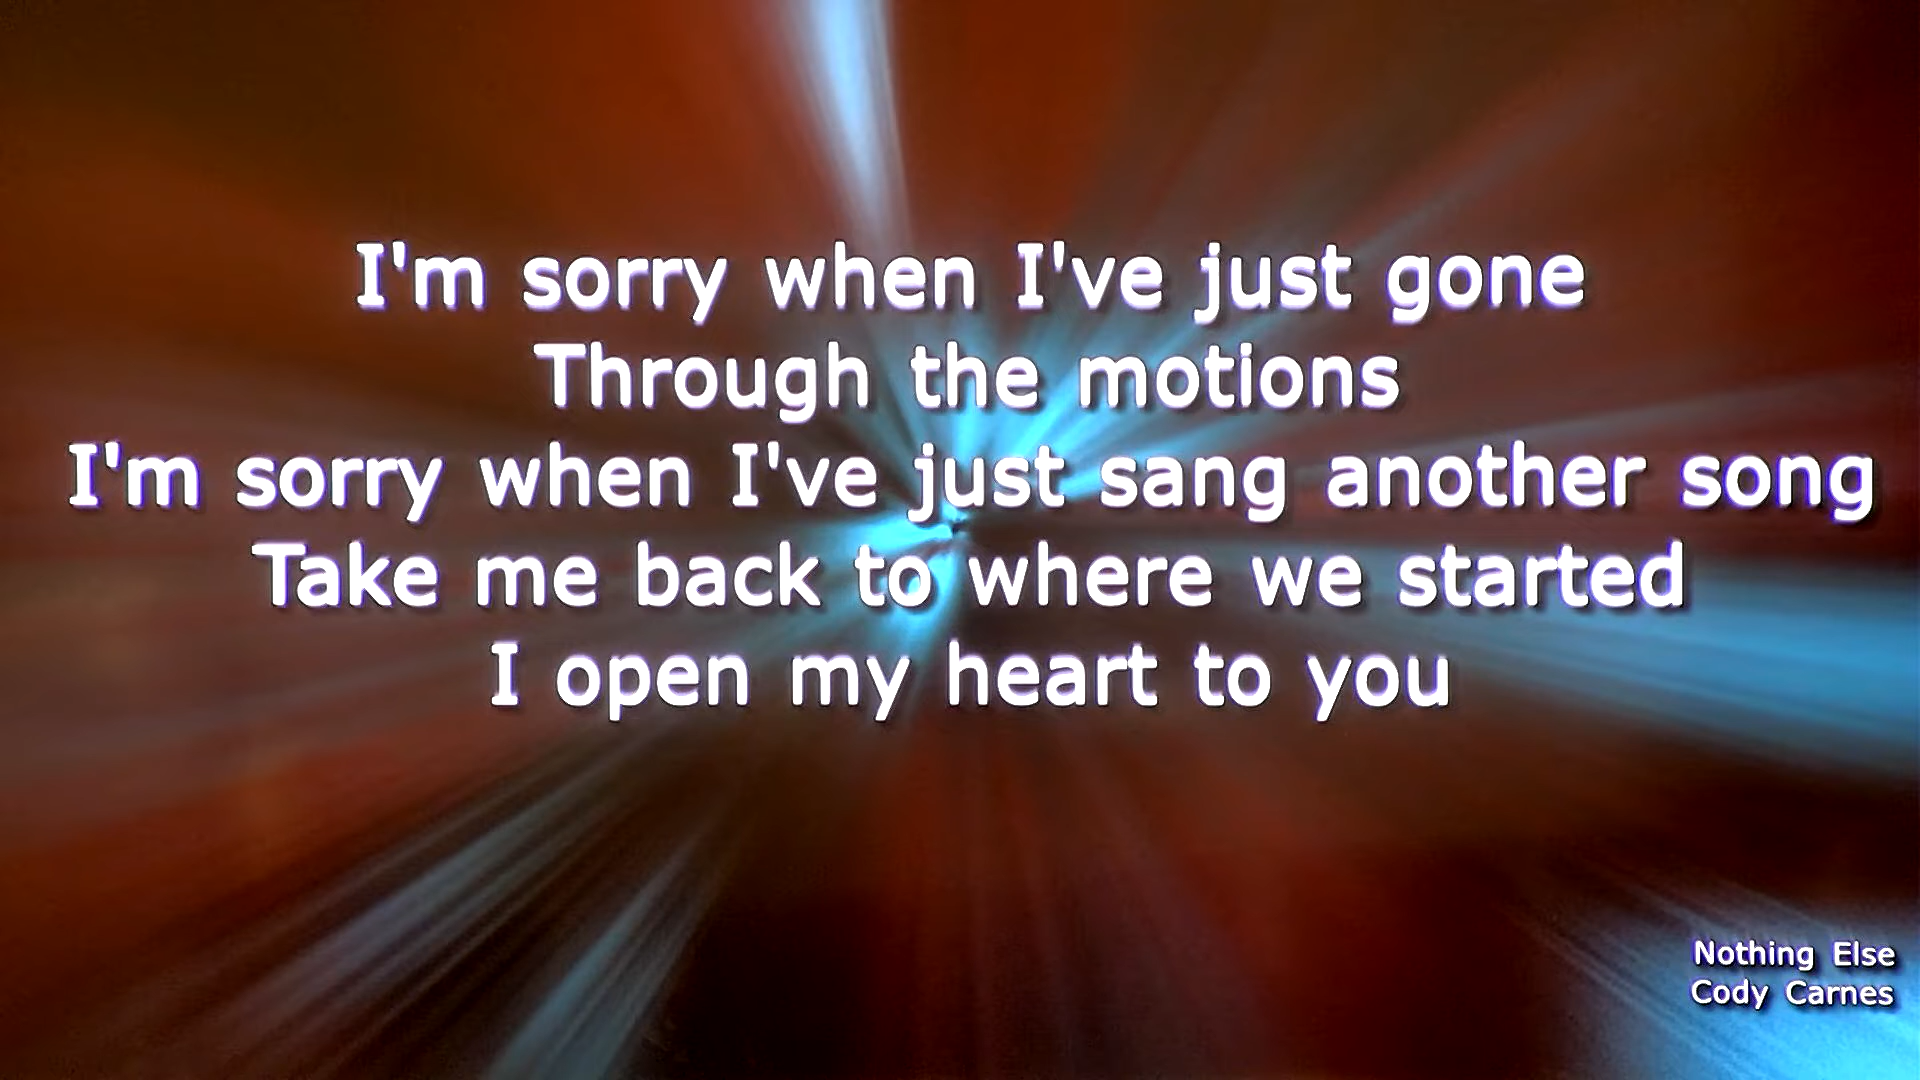 I'm sorry when I've just gone
Through the motions
I'm sorry when I've just sang another song
Take me back to where we started
I open my heart to you
Nothing Else
Cody Carnes